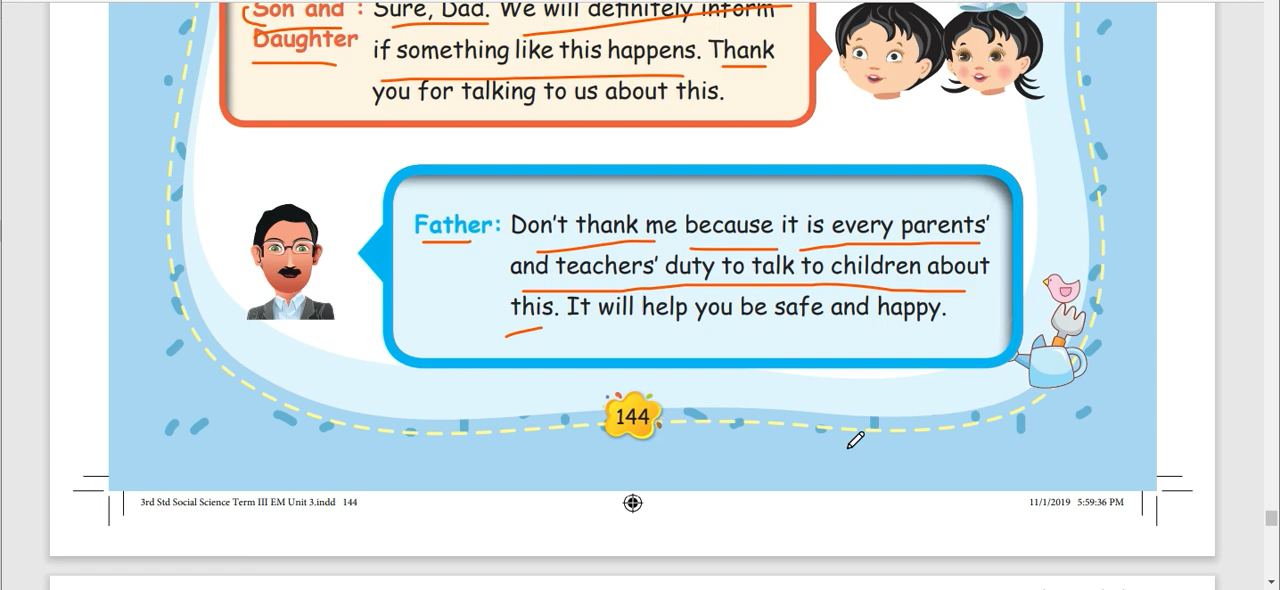 Son and : Sure, Dad. We will definitely inform
Daughter if something like this happens. Thank
you for talking to us about this.
Father: Don't thank me because it is every parents'
and teachers' duty to talk to children about
this. It will help you be safe and happy.
144
3rd Std Social Science Term III EM Unit 3.indd 144 11/1/2019 5:59:36 PM